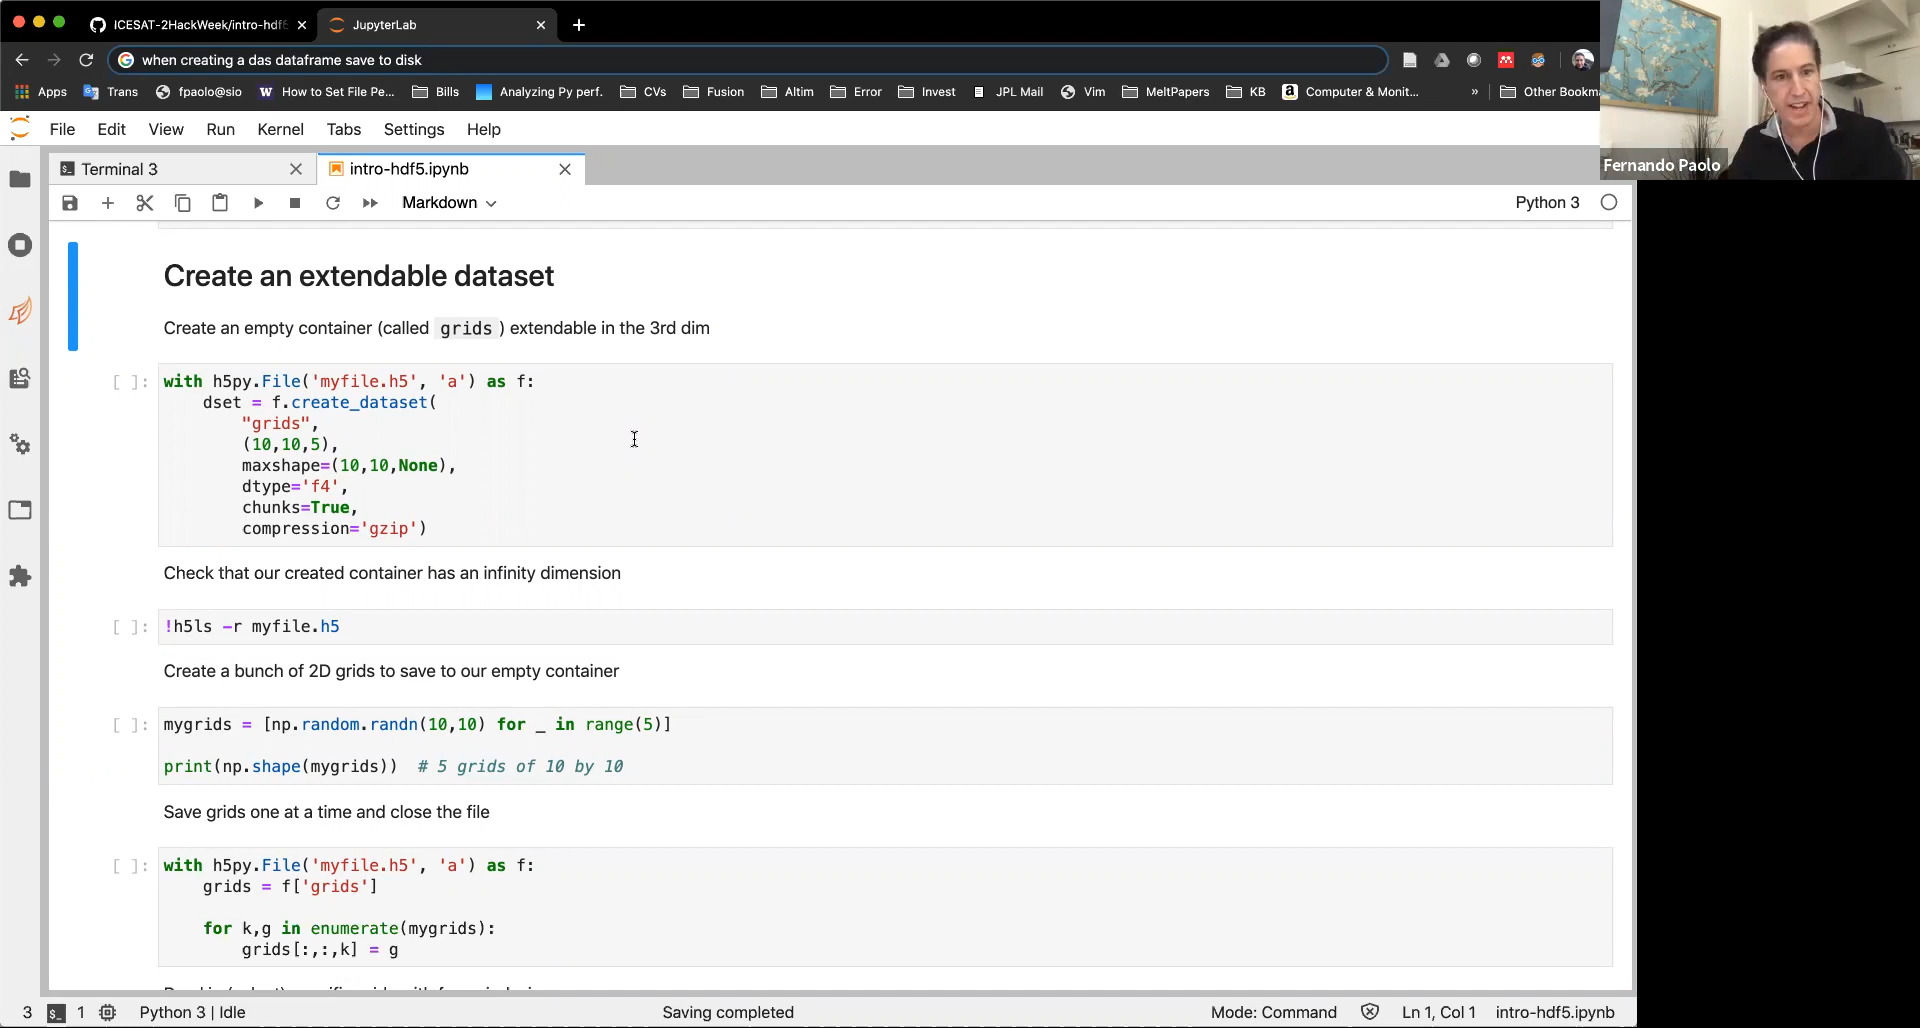 ICESAT-2HackWeek/intro-hdf5
JupyterLab
when creating a das dataframe save to disk
Apps
Trans
fpaolo@sio
How to Set File Pe...
Bills
Analyzing Py perf.
CVs
Fusion
Altim
Error
Invest
JPL Mail
Vim
MeltPapers
KB
Computer & Monit...
»
Other Bookma
Fernando Paolo
File Edit View Run Kernel Tabs Settings Help
Terminal 3
intro-hdf5.ipynb
Markdown
Python 3
Create an extendable dataset
Create an empty container (called grids ) extendable in the 3rd dim
[ ]:
with h5py.File('myfile.h5', 'a') as f:
    dset = f.create_dataset(
        "grids",
        (10,10,5),
        maxshape=(10,10,None),
        dtype='f4',
        chunks=True,
        compression='gzip')
Check that our created container has an infinity dimension
[ ]:
!h5ls -r myfile.h5
Create a bunch of 2D grids to save to our empty container
[ ]:
mygrids = [np.random.randn(10,10) for _ in range(5)]
print(np.shape(mygrids))  # 5 grids of 10 by 10
Save grids one at a time and close the file
[ ]:
with h5py.File('myfile.h5', 'a') as f:
    grids = f['grids']
    for k,g in enumerate(mygrids):
        grids[:,:,k] = g
3
1
Python 3 | Idle
Saving completed
Mode: Command
Ln 1, Col 1
intro-hdf5.ipynb